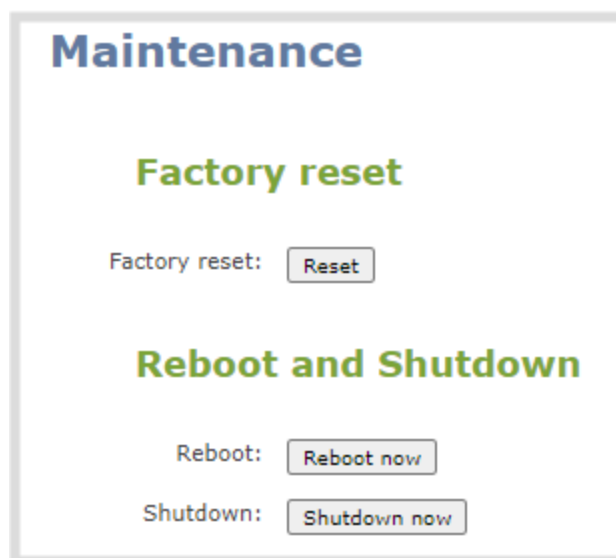 Maintenance
Factory reset
Factory reset: Reset
Reboot and Shutdown
Reboot: Reboot now
Shutdown: Shutdown now